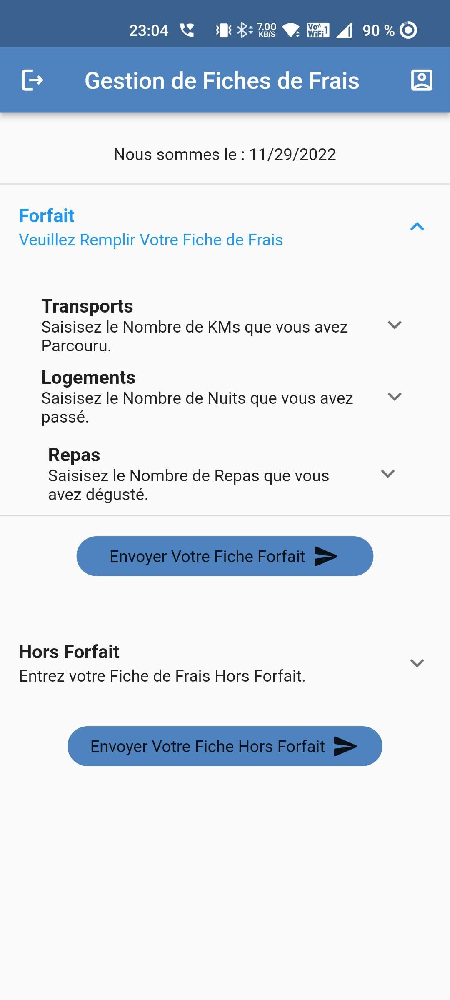 23:04 7.00 KB/S Vo WiFi 1 90 %
Gestion de Fiches de Frais
Nous sommes le : 11/29/2022
Forfait
Veuillez Remplir Votre Fiche de Frais
Transports
Saisisez le Nombre de KMs que vous avez
Parcouru.
Logements
Saisisez le Nombre de Nuits que vous avez
passé.
Repas
Saisisez le Nombre de Repas que vous
avez dégusté.
Envoyer Votre Fiche Forfait
Hors Forfait
Entrez votre Fiche de Frais Hors Forfait.
Envoyer Votre Fiche Hors Forfait